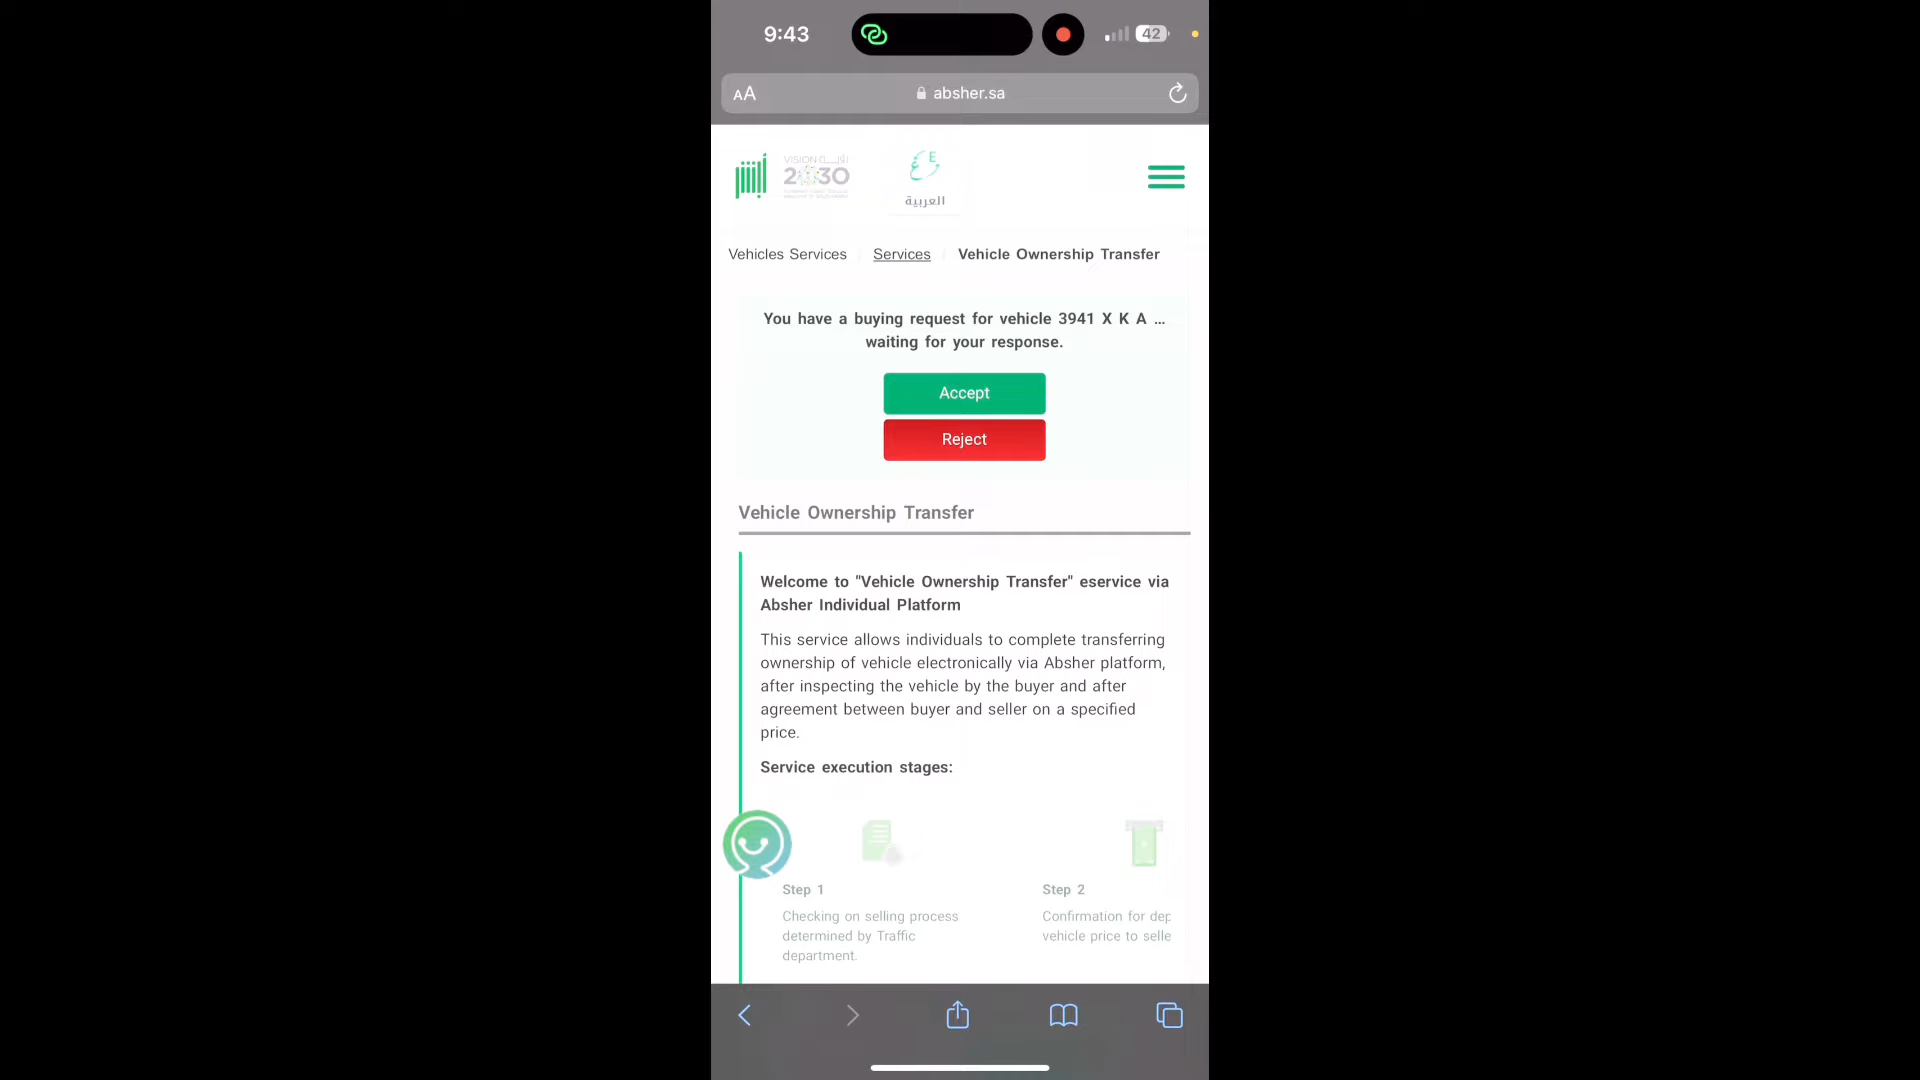 9:43
42
AA
absher.sa
أبشر
VISION رؤيــــة
2030
E
ع
العربية
Vehicles Services
Services
Vehicle Ownership Transfer
You have a buying request for vehicle 3941 X K A ...
waiting for your response.
Accept
Reject
Vehicle Ownership Transfer
Welcome to "Vehicle Ownership Transfer" eservice via
Absher Individual Platform
This service allows individuals to complete transferring
ownership of vehicle electronically via Absher platform,
after inspecting the vehicle by the buyer and after
agreement between buyer and seller on a specified
price.
Service execution stages:
Step 1
Checking on selling process
determined by Traffic
department.
Step 2
Confirmation for dep
vehicle price to selle